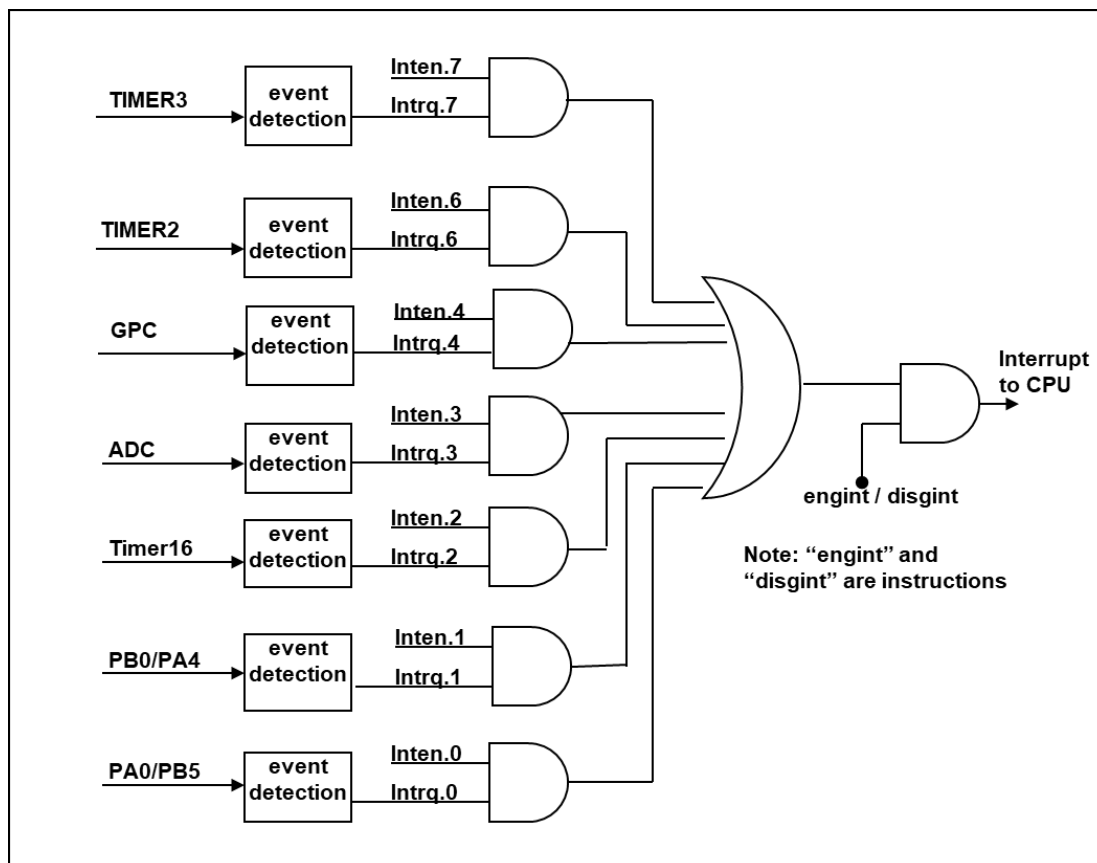 TIMER3
event
detection
Inten.7
Intrq.7
TIMER2
event
detection
Inten.6
Intrq.6
GPC
event
detection
Inten.4
Intrq.4
ADC
event
detection
Inten.3
Intrq.3
Timer16
event
detection
Inten.2
Intrq.2
PB0/PA4
event
detection
Inten.1
Intrq.1
PA0/PB5
event
detection
Inten.0
Intrq.0
Interrupt
to CPU
engint / disgint
Note: “engint” and
“disgint” are instructions